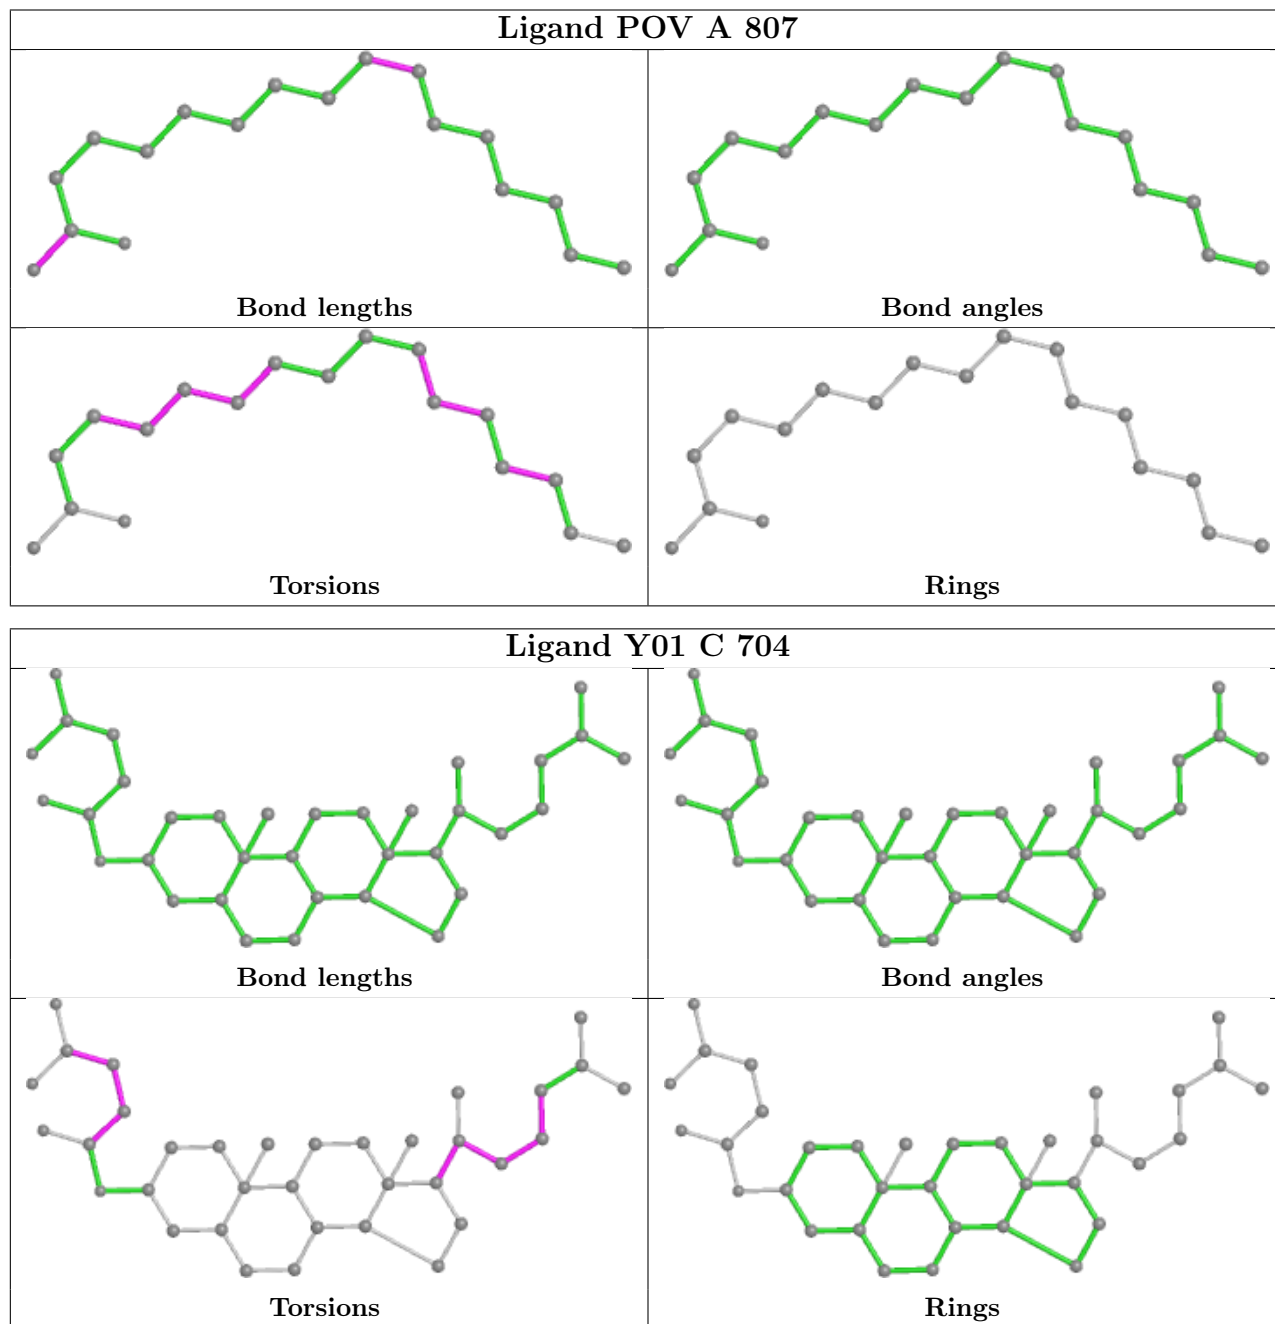 Ligand POV A 807
Bond lengths
Bond angles
Torsions
Rings
Ligand Y01 C 704
Bond lengths
Bond angles
Torsions
Rings